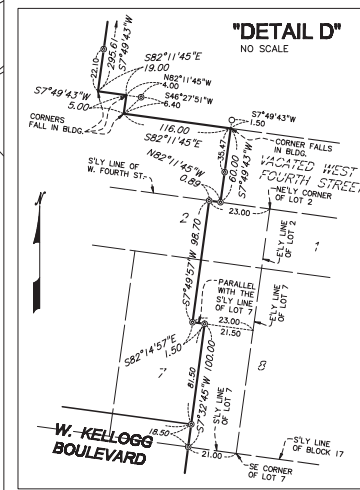 "DETAIL D"
NO SCALE
22.10
295.61
S7°49'43"W
S82°11'45"E
19.00
N82°11'45"W
4.00
S7°49'43"W
5.00
S46°27'51"W
6.40
CORNERS
FALL IN BLDG.
116.00
S82°11'45"E
S7°49'43"W
1.50
CORNER FALLS
IN BLDG.
VACATED WEST
FOURTH STREET
35.47
60.00
S7°49'43"W
N82°11'45"W
0.89
S'LY LINE OF
W. FOURTH ST.
23.00
NE'LY CORNER
OF LOT 2
2
1
E'LY LINE
OF LOT 2
S7°49'57"W
98.70
PARALLEL
WITH THE
S'LY LINE
OF LOT 7
E'LY LINE
OF LOT 7
23.00
21.50
S82°14'57"E
1.50
7
8
81.50
S7°32'45"W
100.00
S'LY LINE
OF LOT 7
W. KELLOGG
BOULEVARD
18.50
21.00
S'LY LINE
OF BLOCK 17
SE CORNER
OF LOT 7